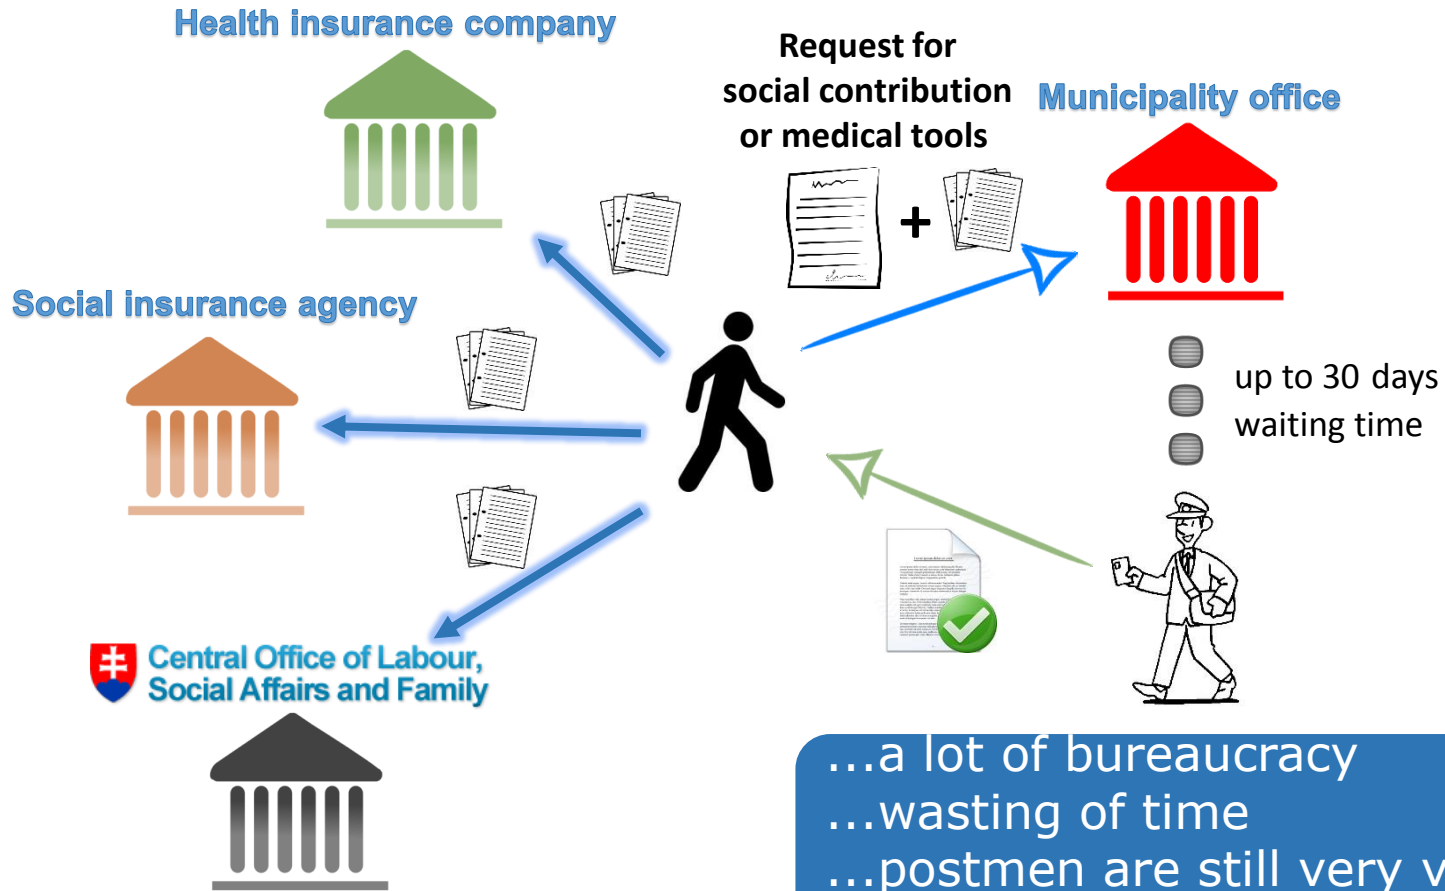 Health insurance company
Request for
social contribution
or medical tools
Municipality office
Social insurance agency
up to 30 days
waiting time
+
Central Office of Labour,
Social Affairs and Family
...a lot of bureaucracy
...wasting of time
...postmen are still very